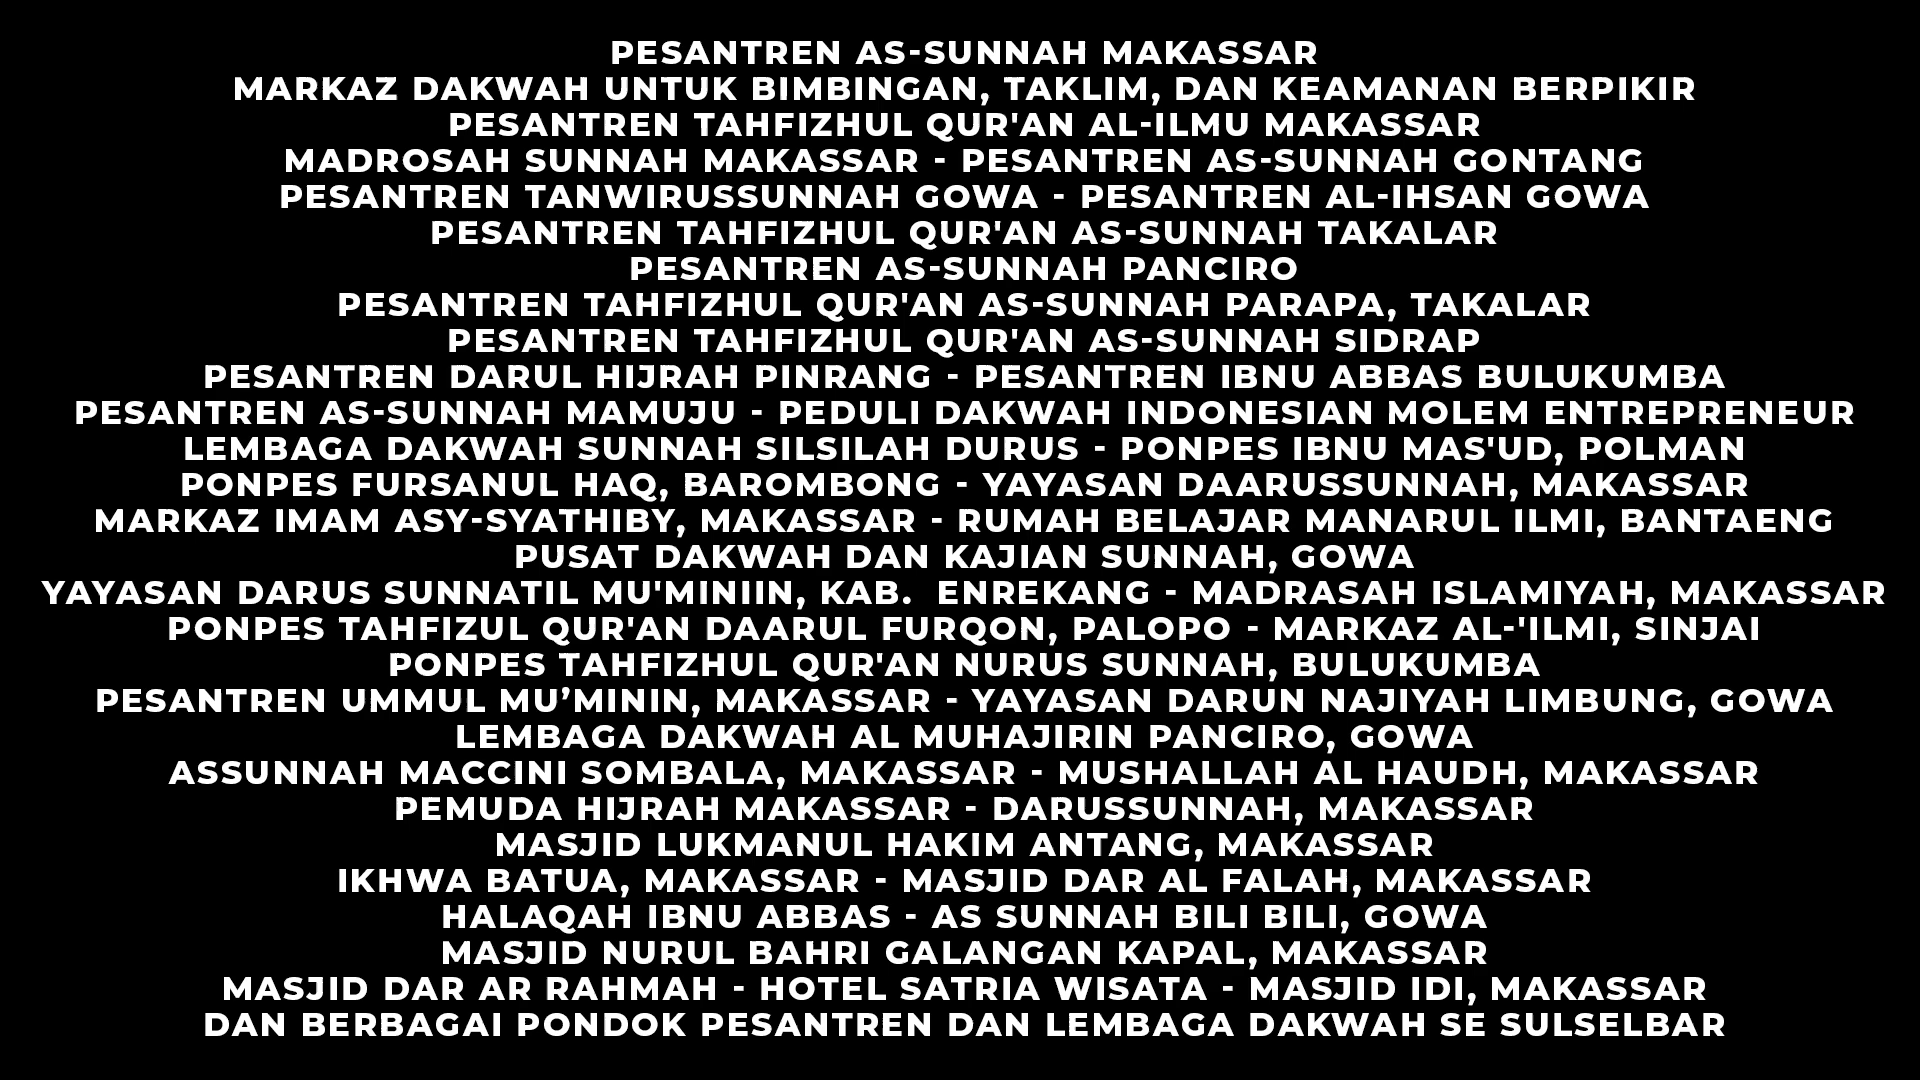 PESANTREN AS-SUNNAH MAKASSAR
MARKAZ DAKWAH UNTUK BIMBINGAN, TAKLIM, DAN KEAMANAN BERPIKIR
PESANTREN TAHFIZHUL QUR'AN AL-ILMU MAKASSAR
MADROSAH SUNNAH MAKASSAR - PESANTREN AS-SUNNAH GONTANG
PESANTREN TANWIRUSSUNNAH GOWA - PESANTREN AL-IHSAN GOWA
PESANTREN TAHFIZHUL QUR'AN AS-SUNNAH TAKALAR
PESANTREN AS-SUNNAH PANCIRO
PESANTREN TAHFIZHUL QUR'AN AS-SUNNAH PARAPA, TAKALAR
PESANTREN TAHFIZHUL QUR'AN AS-SUNNAH SIDRAP
PESANTREN DARUL HIJRAH PINRANG - PESANTREN IBNU ABBAS BULUKUMBA
PESANTREN AS-SUNNAH MAMUJU - PEDULI DAKWAH INDONESIAN MOLEM ENTREPRENEUR
LEMBAGA DAKWAH SUNNAH SILSILAH DURUS - PONPES IBNU MAS'UD, POLMAN
PONPES FURSANUL HAQ, BAROMBONG - YAYASAN DAARUSSUNNAH, MAKASSAR
MARKAZ IMAM ASY-SYATHIBY, MAKASSAR - RUMAH BELAJAR MANARUL ILMI, BANTAENG
PUSAT DAKWAH DAN KAJIAN SUNNAH, GOWA
YAYASAN DARUS SUNNATIL MU'MINIIN, KAB.  ENREKANG - MADRASAH ISLAMIYAH, MAKASSAR
PONPES TAHFIZUL QUR'AN DAARUL FURQON, PALOPO - MARKAZ AL-'ILMI, SINJAI
PONPES TAHFIZHUL QUR'AN NURUS SUNNAH, BULUKUMBA
PESANTREN UMMUL MU’MININ, MAKASSAR - YAYASAN DARUN NAJIYAH LIMBUNG, GOWA
LEMBAGA DAKWAH AL MUHAJIRIN PANCIRO, GOWA
ASSUNNAH MACCINI SOMBALA, MAKASSAR - MUSHALLAH AL HAUDH, MAKASSAR
PEMUDA HIJRAH MAKASSAR - DARUSSUNNAH, MAKASSAR
MASJID LUKMANUL HAKIM ANTANG, MAKASSAR
IKHWA BATUA, MAKASSAR - MASJID DAR AL FALAH, MAKASSAR
HALAQAH IBNU ABBAS - AS SUNNAH BILI BILI, GOWA
MASJID NURUL BAHRI GALANGAN KAPAL, MAKASSAR
MASJID DAR AR RAHMAH - HOTEL SATRIA WISATA - MASJID IDI, MAKASSAR
DAN BERBAGAI PONDOK PESANTREN DAN LEMBAGA DAKWAH SE SULSELBAR